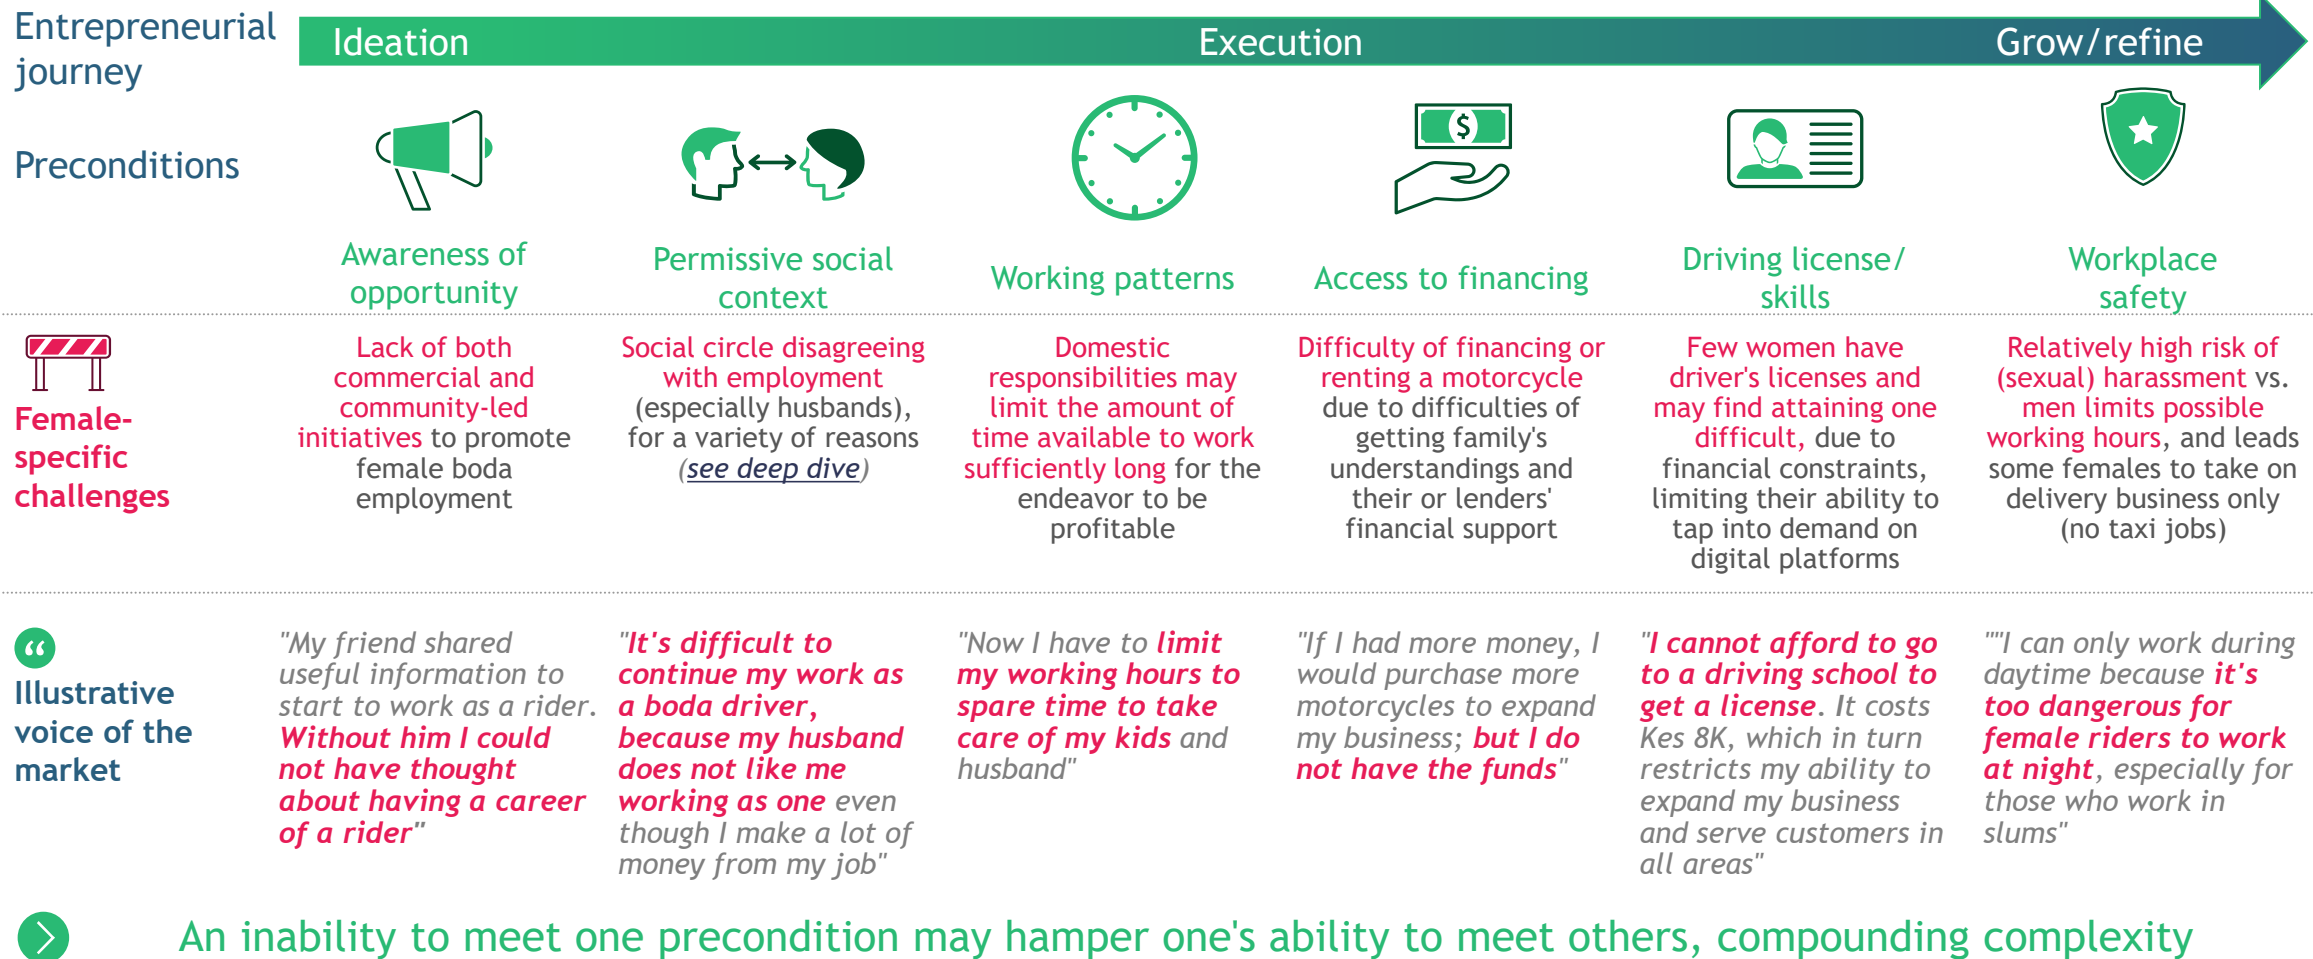 Entrepreneurial
journey
Ideation
Execution
Grow/refine
Preconditions
$
Awareness of
opportunity
Permissive social
context
Working patterns
Access to financing
Driving license/
skills
Workplace
safety
Female-
specific
challenges
Lack of both
commercial and
community-led
initiatives to promote
female boda
employment
Social circle disagreeing
with employment
(especially husbands),
for a variety of reasons
(see deep dive)
Domestic
responsibilities may
limit the amount of
time available to work
sufficiently long for the
endeavor to be
profitable
Difficulty of financing or
renting a motorcycle
due to difficulties of
getting family's
understandings and
their or lenders'
financial support
Few women have
driver's licenses and
may find attaining one
difficult, due to
financial constraints,
limiting their ability to
tap into demand on
digital platforms
Relatively high risk of
(sexual) harassment vs.
men limits possible
working hours, and leads
some females to take on
delivery business only
(no taxi jobs)
“
Illustrative
voice of the
market
"My friend shared
useful information to
start to work as a rider.
Without him I could
not have thought
about having a career
of a rider"
"It's difficult to
continue my work as
a boda driver,
because my husband
does not like me
working as one even
though I make a lot of
money from my job"
"Now I have to limit
my working hours to
spare time to take
care of my kids and
husband"
"If I had more money, I
would purchase more
motorcycles to expand
my business; but I do
not have the funds"
"I cannot afford to go
to a driving school to
get a license. It costs
Kes 8K, which in turn
restricts my ability to
expand my business
and serve customers in
all areas"
""I can only work during
daytime because it's
too dangerous for
female riders to work
at night, especially for
those who work in
slums"
An inability to meet one precondition may hamper one's ability to meet others, compounding complexity